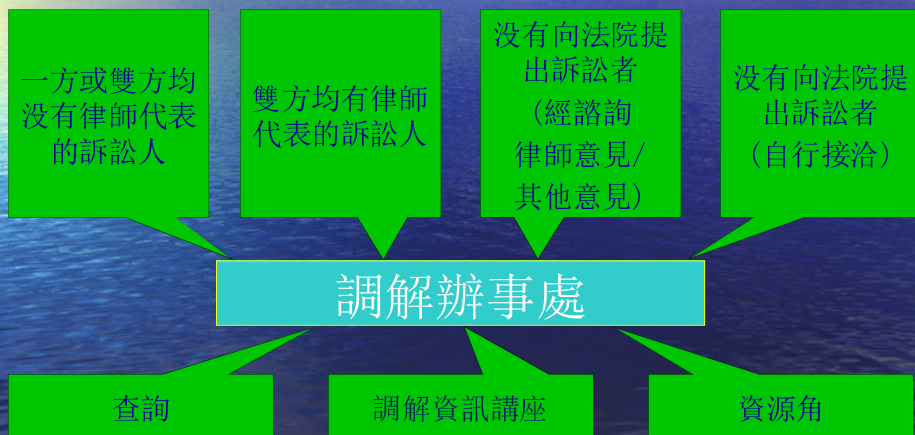 一方或雙方均
没有律師代表
的訴訟人
雙方均有律師
代表的訴訟人
没有向法院提
出訴訟者
（經諮詢
律師意見/
其他意見）
没有向法院提
出訴訟者
（自行接洽）
調解辦事處
查詢
調解資訊講座
資源角